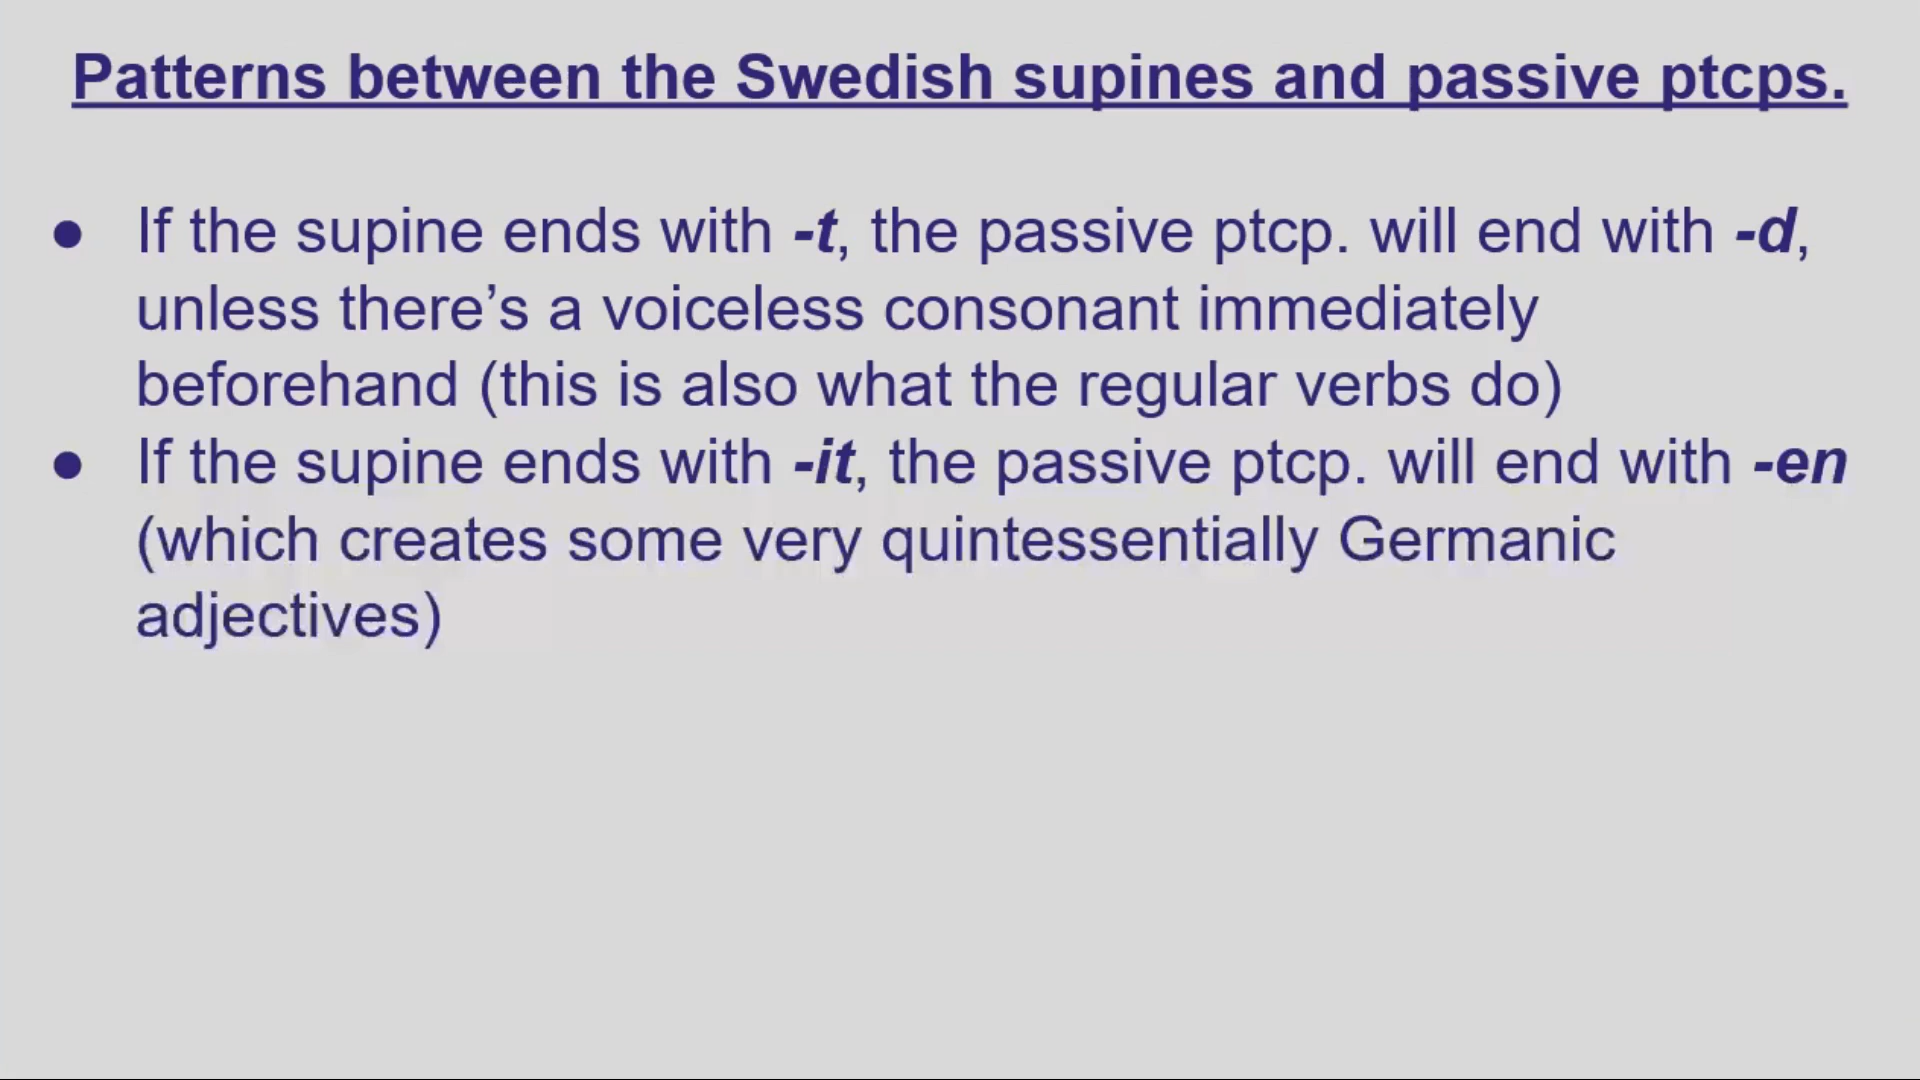 Patterns between the Swedish supines and passive ptcps.
● If the supine ends with -t, the passive ptcp. will end with -d,
unless there’s a voiceless consonant immediately
beforehand (this is also what the regular verbs do)
● If the supine ends with -it, the passive ptcp. will end with -en
(which creates some very quintessentially Germanic
adjectives)